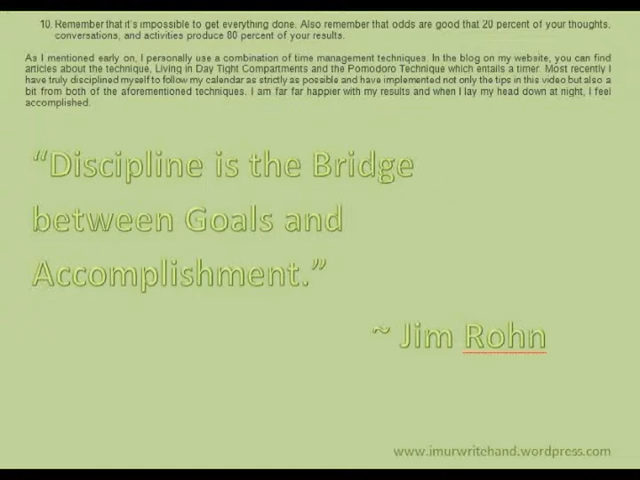 10. Remember that it's impossible to get everything done. Also remember that odds are good that 20 percent of your thoughts,
conversations, and activities produce 80 percent of your results.
As I mentioned early on, I personally use a combination of time management techniques. In the blog on my website, you can find
articles about the technique, Living in Day Tight Compartments and the Pomodoro Technique which entails a timer. Most recently I
have truly disciplined myself to follow my calendar as strictly as possible and have implemented not only the tips in this video but also a
bit from both of the aforementioned techniques. I am far far happier with my results and when I lay my head down at night, I feel
accomplished.
“Discipline is the Bridge
between Goals and
Accomplishment.”
~ Jim Rohn
www.imurwritehand.wordpress.com